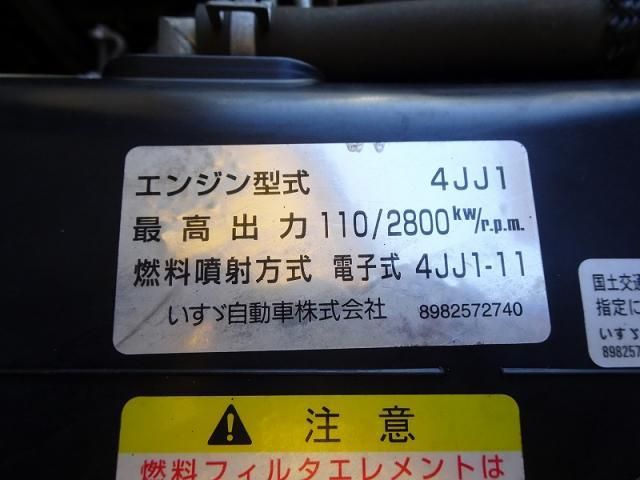 エンジン型式 4JJ1
最高出力 110/2800kw/r.p.m.
燃料噴射方式 電子式 4JJ1-11
いすゞ自動車株式会社 8982572740
国土交通
指定に
いすゞ
898257
注意
燃料フィルタエレメントは